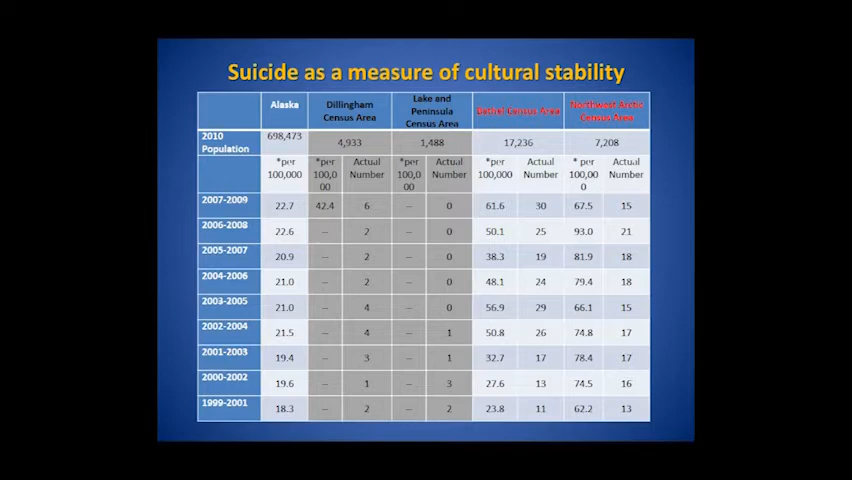 Suicide as a measure of cultural stability
Alaska Dillingham Census Area Lake and Peninsula Census Area Bethel Census Area Northwest Arctic Census Area
2010 Population 698,473 4,933 1,488 17,236 7,208
*per 100,000 *per 100,0 00 Actual Number *per 100,0 00 Actual Number *per 100,000 Actual Number * per 100,00 0 Actual Number
2007-2009 22.7 42.4 6 -- 0 61.6 30 67.5 15
2006-2008 22.6 -- 2 -- 0 50.1 25 93.0 21
2005-2007 20.9 -- 2 -- 0 38.3 19 81.9 18
2004-2006 21.0 -- 2 -- 0 48.1 24 79.4 18
2003-2005 21.0 -- 4 -- 0 56.9 29 66.1 15
2002-2004 21.5 -- 4 -- 1 50.8 26 74.8 17
2001-2003 19.4 -- 3 -- 1 32.7 17 78.4 17
2000-2002 19.6 -- 1 -- 3 27.6 13 74.5 16
1999-2001 18.3 -- 2 -- 2 23.8 11 62.2 13